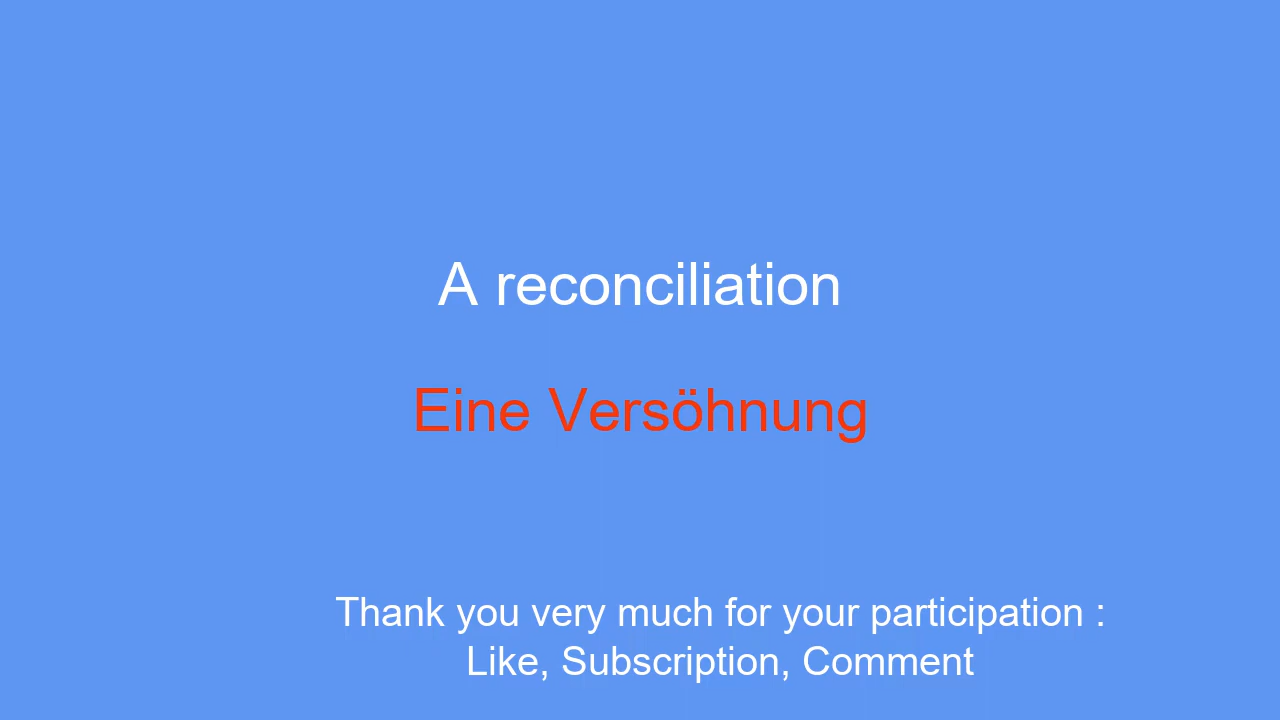 A reconciliation
Eine Versöhnung
Thank you very much for your participation :
Like, Subscription, Comment